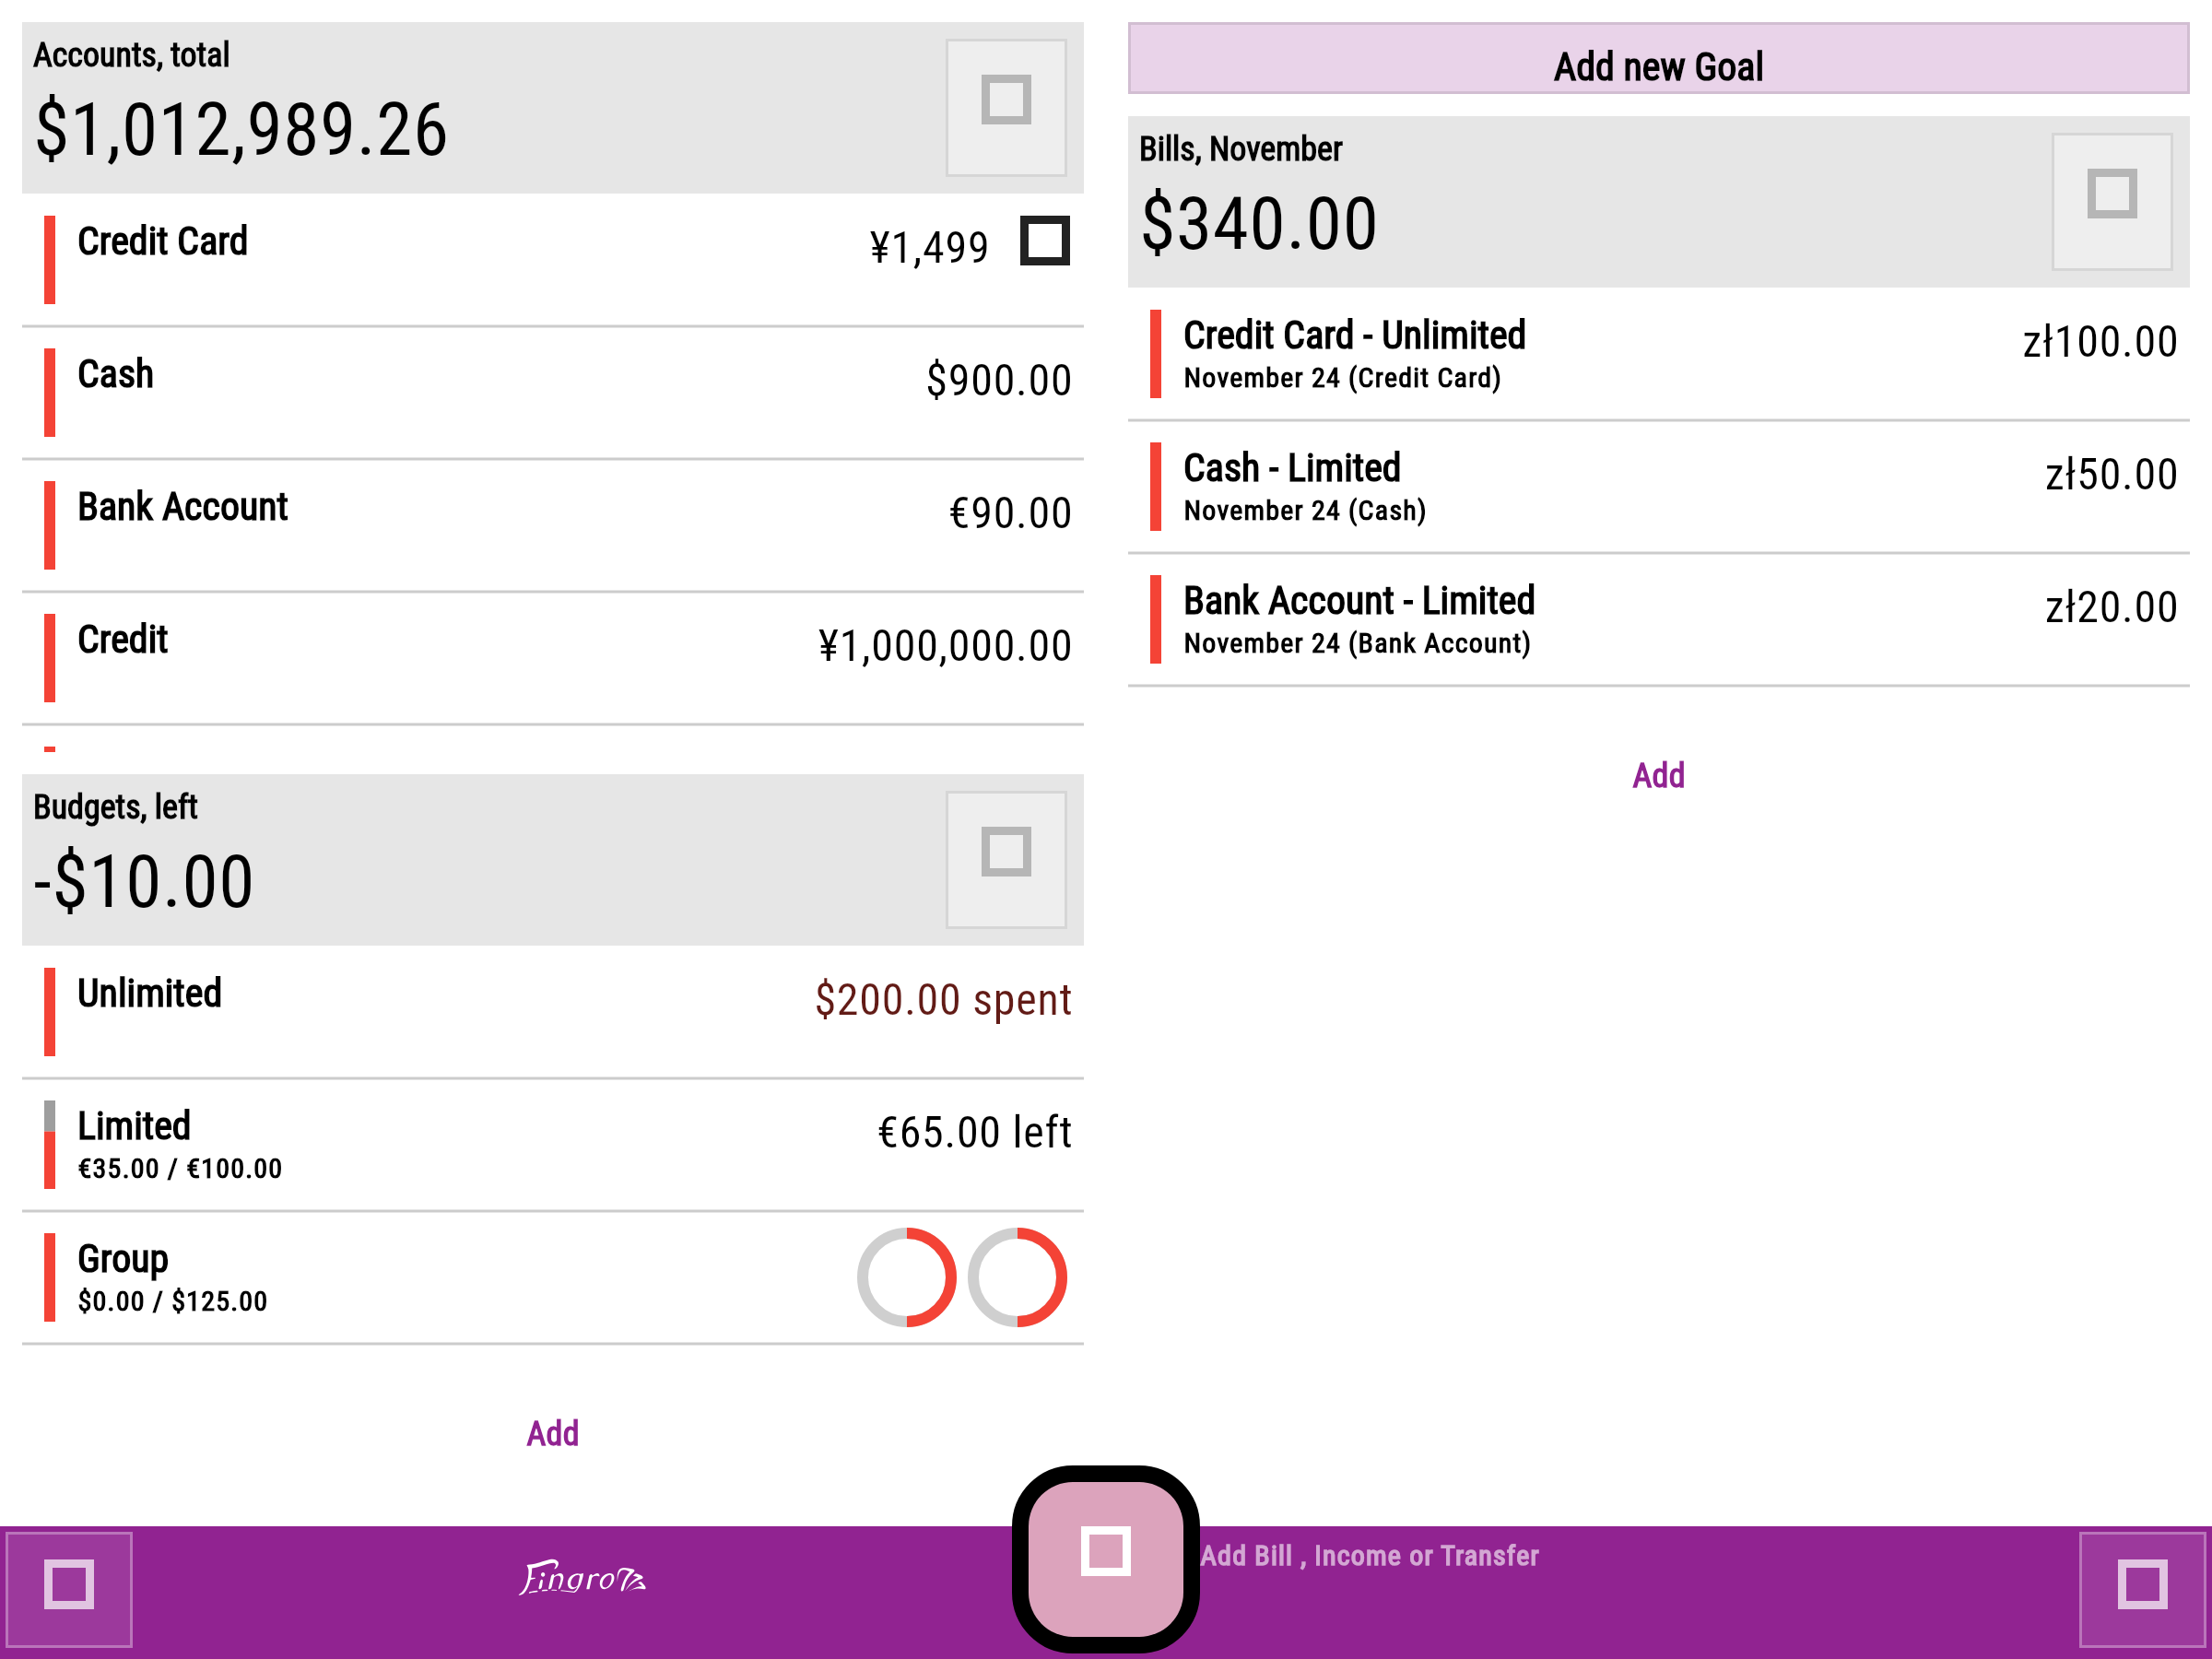 Accounts, total
$1,012,989.26
Credit Card
¥1,499
Cash
$900.00
Bank Account
€90.00
Credit
¥1,000,000.00
Budgets, left
-$10.00
Unlimited
$200.00 spent
Limited
€65.00 left
€35.00 / €100.00
Group
$0.00 / $125.00
Add
Add new Goal
Bills, November
$340.00
Credit Card - Unlimited
zł100.00
November 24 (Credit Card)
Cash - Limited
zł50.00
November 24 (Cash)
Bank Account - Limited
zł20.00
November 24 (Bank Account)
Add
Fingro
Add Bill , Income or Transfer